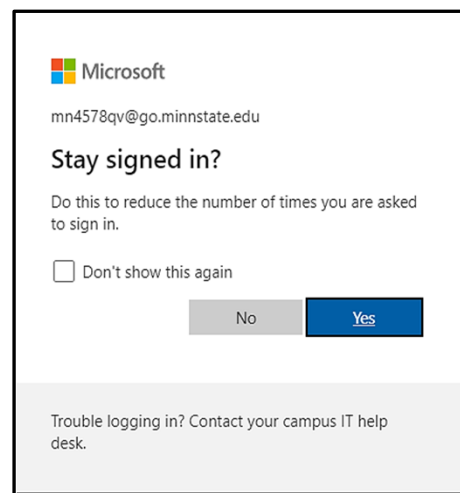 Microsoft
mn4578qv@go.minnstate.edu
Stay signed in?
Do this to reduce the number of times you are asked
to sign in.
Don't show this again
No
Yes
Trouble logging in? Contact your campus IT help
desk.